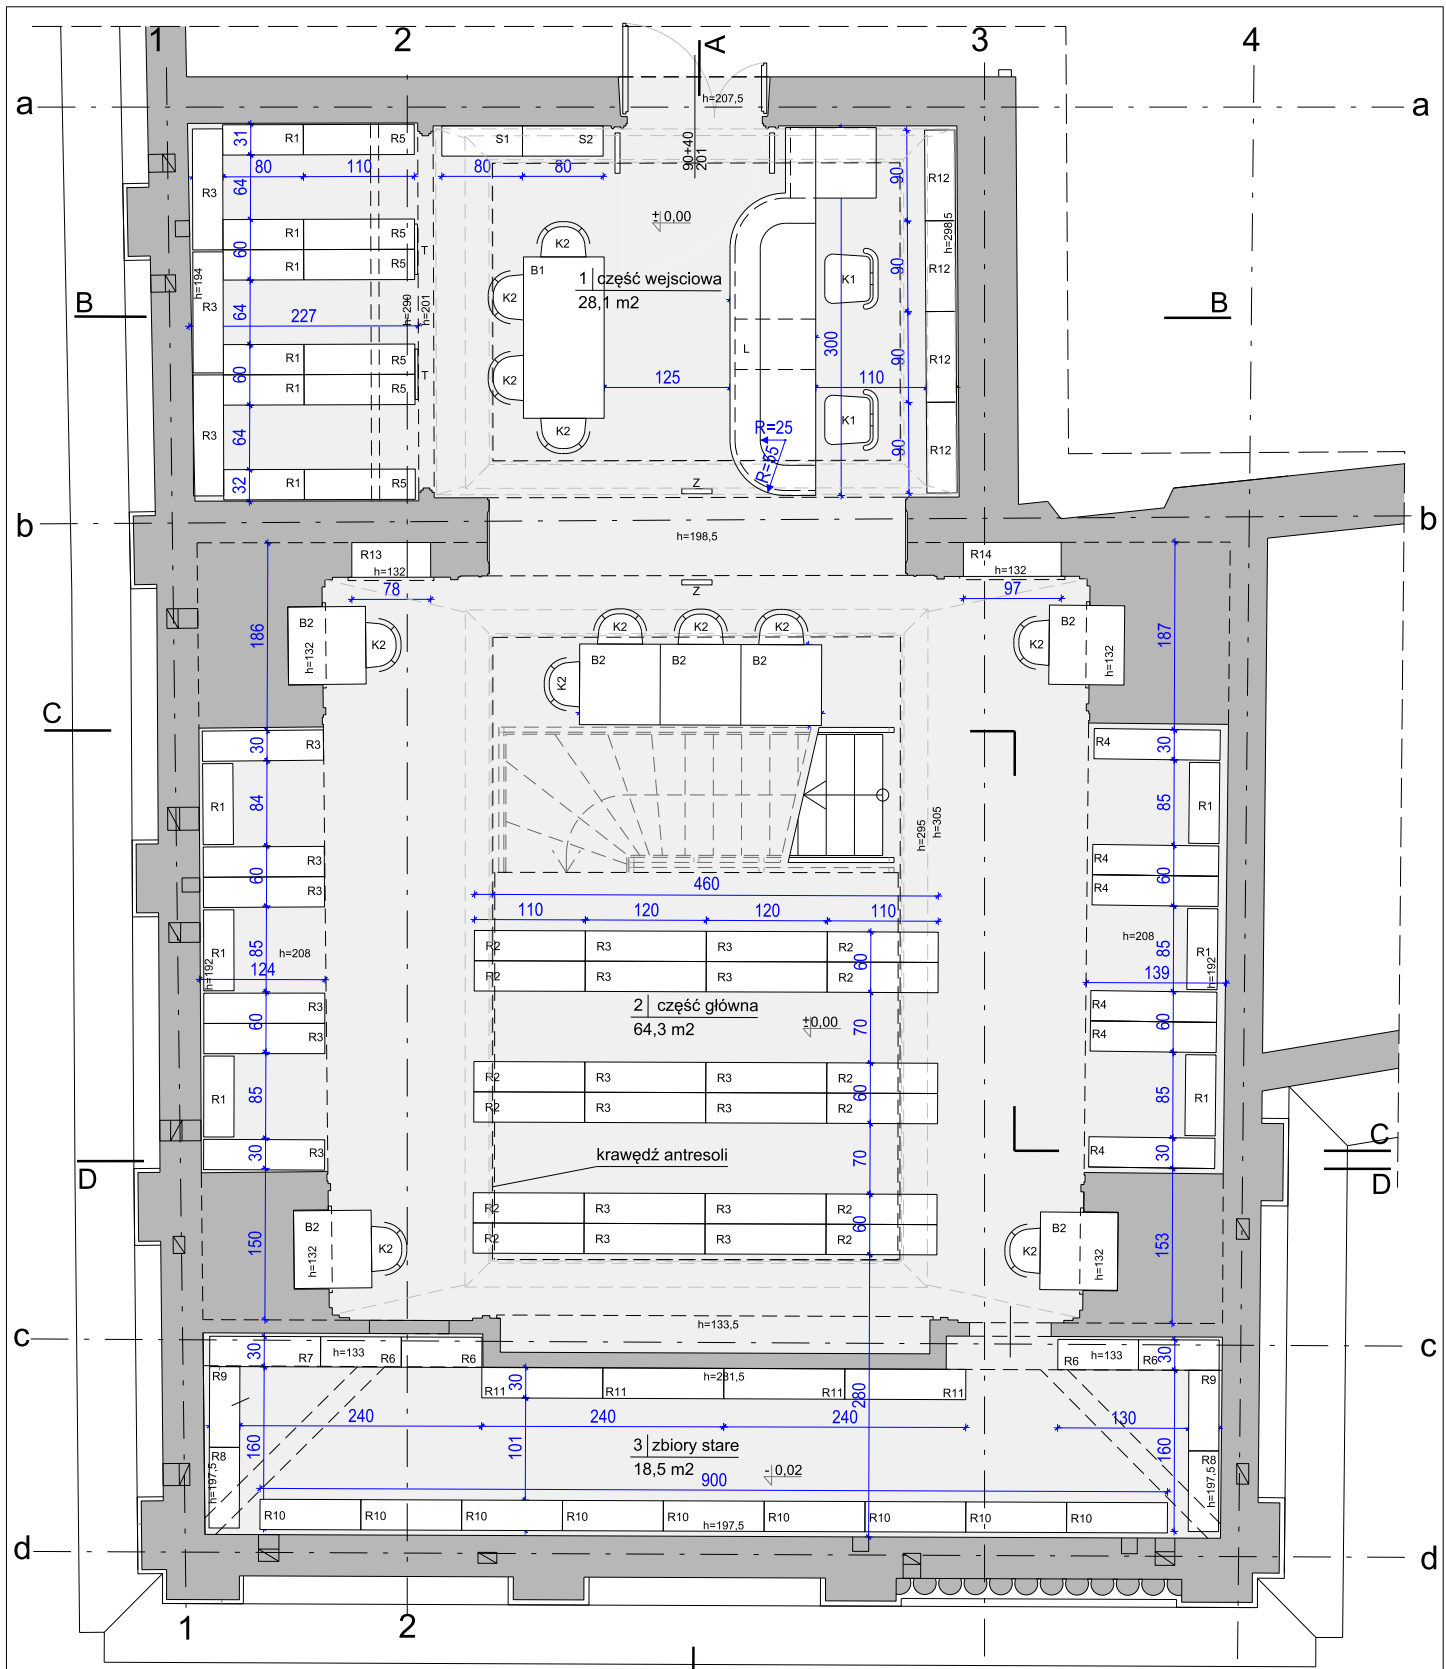 1
2
A
3
4
a
a
h=207,5
90+40
201
31
R1
R5
S1
S2
80
110
80
80
R3
64
R12
90
h=298,5
± 0,00
R1
R5
60
R1
R5
T
K2
B1
1 część wejsciowa
28,1 m2
K2
K1
R12
90
h=194
R3
64
h=290
h=201
B
B
227
L
300
R1
R5
60
R1
R5
T
K2
125
110
R12
90
R3
64
K2
R=25
R=55
K1
R12
90
32
R1
R5
Z
b
b
h=198,5
R13
h=132
78
Z
R14
h=132
97
186
B2
h=132
K2
K2
K2
K2
B2
B2
B2
K2
K2
B2
h=132
187
C
30
R3
R4
30
R1
84
85
R1
h=295
h=305
R3
60
R3
R4
60
R4
460
110
120
120
110
R1
h=192
85
h=208
124
R2
R3
R3
R2
60
R2
R3
R3
R2
h=208
85
R1
h=192
139
2 część główna
64,3 m2
±0,00
70
R3
60
R3
R4
60
R4
R1
85
R2
R3
R3
R2
60
R2
R3
R3
R2
85
R1
krawędź antresoli
70
30
R3
R4
30
C
D
D
R2
R3
R3
R2
60
R2
R3
R3
R2
150
B2
h=132
K2
K2
B2
h=132
153
h=133,5
c
c
30
R7
h=133
R6
R6
R6
h=133
R6
30
R9
R11
30
R11
h=281,5
R11
R11
280
R9
240
240
240
130
160
101
3 zbiory stare
18,5 m2
- 0,02
160
R8
h=197,5
900
R8
h=197,5
R10
R10
R10
R10
R10
R10
R10
R10
R10
h=197,5
d
d
1
2